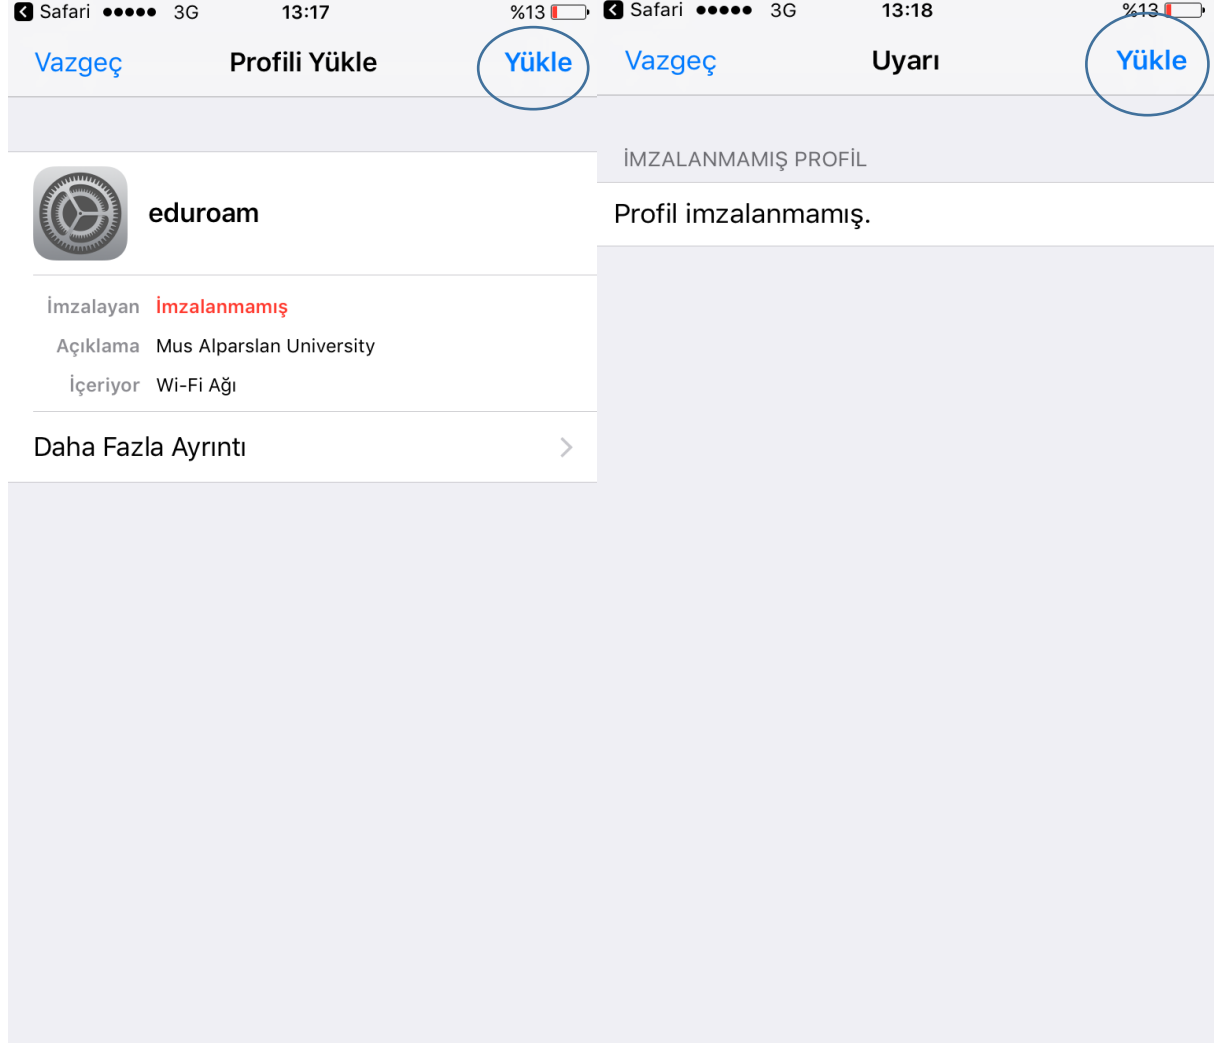 Safari 3G 13:17 %13
Vazgeç Profili Yükle Yükle
eduroam
İmzalayan İmzalanmamış
Açıklama Mus Alparslan University
İçeriyor Wi-Fi Ağı
Daha Fazla Ayrıntı
Safari 3G 13:18 %13
Vazgeç Uyarı Yükle
İMZALANMAMIŞ PROFİL
Profil imzalanmamış.